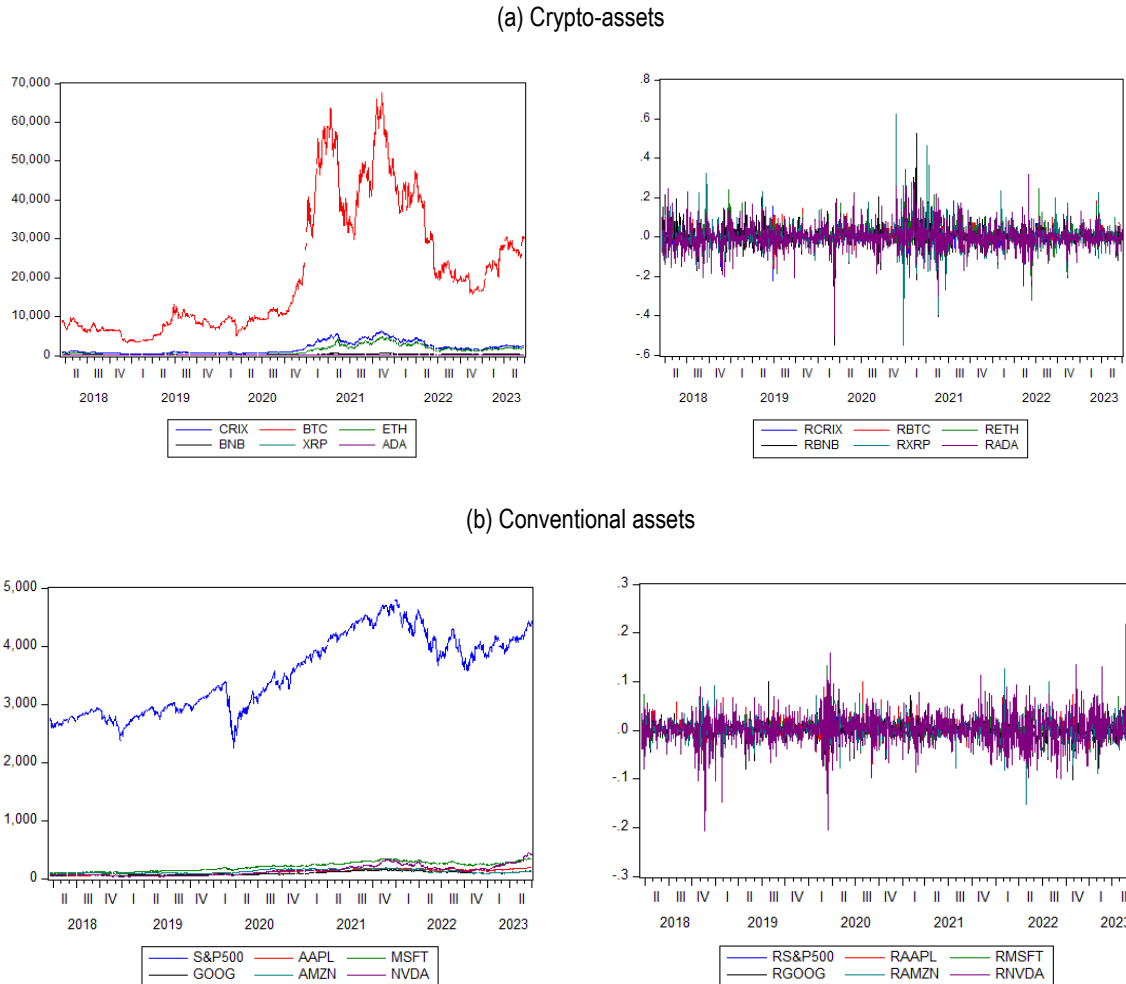 (a) Crypto-assets
70,000
60,000
50,000
40,000
30,000
20,000
10,000
0
II III IV I II III IV I II III IV I II III IV I II III IV I II
2018 2019 2020 2021 2022 2023
CRIX BTC ETH
BNB XRP ADA
.8
.6
.4
.2
.0
-.2
-.4
-.6
II III IV I II III IV I II III IV I II III IV I II III IV I II
2018 2019 2020 2021 2022 2023
RCRIX RBTC RETH
RBNB RXRP RADA
(b) Conventional assets
5,000
4,000
3,000
2,000
1,000
0
II III IV I II III IV I II III IV I II III IV I II III IV I II
2018 2019 2020 2021 2022 2023
S&P500 AAPL MSFT
GOOG AMZN NVDA
.3
.2
.1
.0
-.1
-.2
-.3
II III IV I II III IV I II III IV I II III IV I II III IV I II
2018 2019 2020 2021 2022 2023
RS&P500 RAAPL RMSFT
RGOOG RAMZN RNVDA